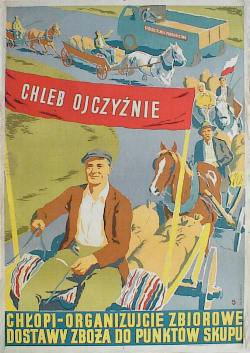 CHLEB OJCZYŹNIE
CHŁOPI-ORGANIZUJCIE ZBIOROWE
DOSTAWY ZBOŻA DO PUNKTÓW SKUPU